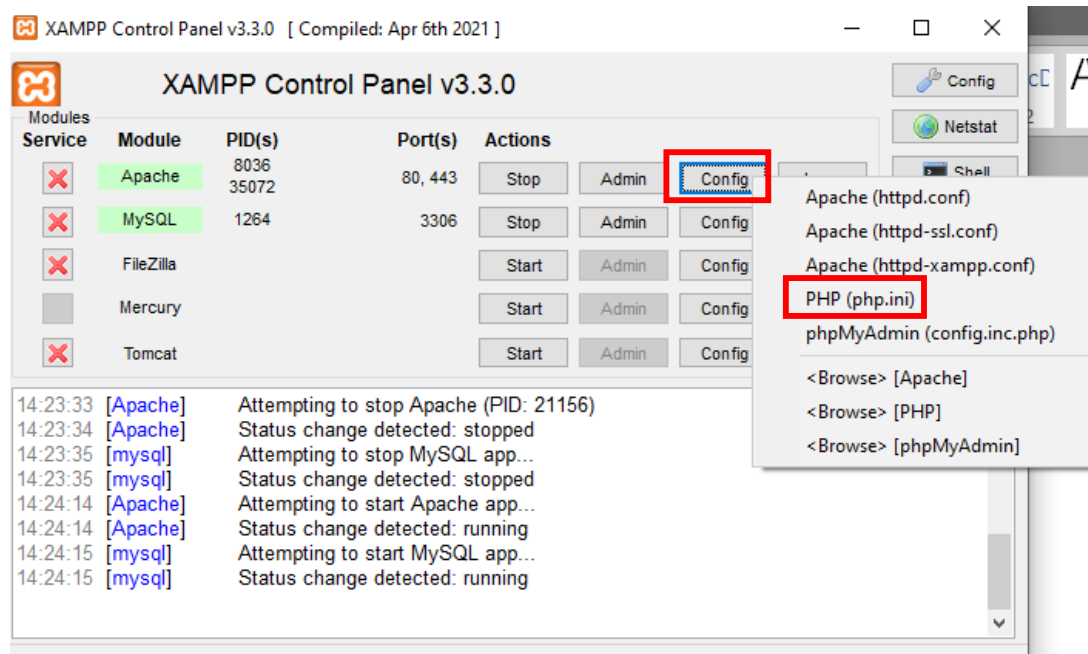 XAMPP Control Panel v3.3.0 [ Compiled: Apr 6th 2021 ]
XAMPP Control Panel v3.3.0
Config
Netstat
Shell
Modules
Service Module PID(s) Port(s) Actions
Apache 8036 35072 80, 443 Stop Admin Config
MySQL 1264 3306 Stop Admin Config
FileZilla Start Admin Config
Mercury Start Admin Config
Tomcat Start Admin Config
Apache (httpd.conf)
Apache (httpd-ssl.conf)
Apache (httpd-xampp.conf)
PHP (php.ini)
phpMyAdmin (config.inc.php)
<Browse> [Apache]
<Browse> [PHP]
<Browse> [phpMyAdmin]
14:23:33 [Apache] Attempting to stop Apache (PID: 21156)
14:23:34 [Apache] Status change detected: stopped
14:23:35 [mysql] Attempting to stop MySQL app...
14:23:35 [mysql] Status change detected: stopped
14:24:14 [Apache] Attempting to start Apache app...
14:24:14 [Apache] Status change detected: running
14:24:15 [mysql] Attempting to start MySQL app...
14:24:15 [mysql] Status change detected: running